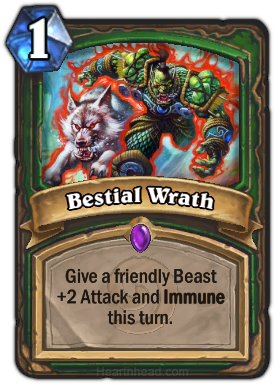 1
Bestial Wrath
Give a friendly Beast
+2 Attack and Immune
this turn.
Hearthhead.com